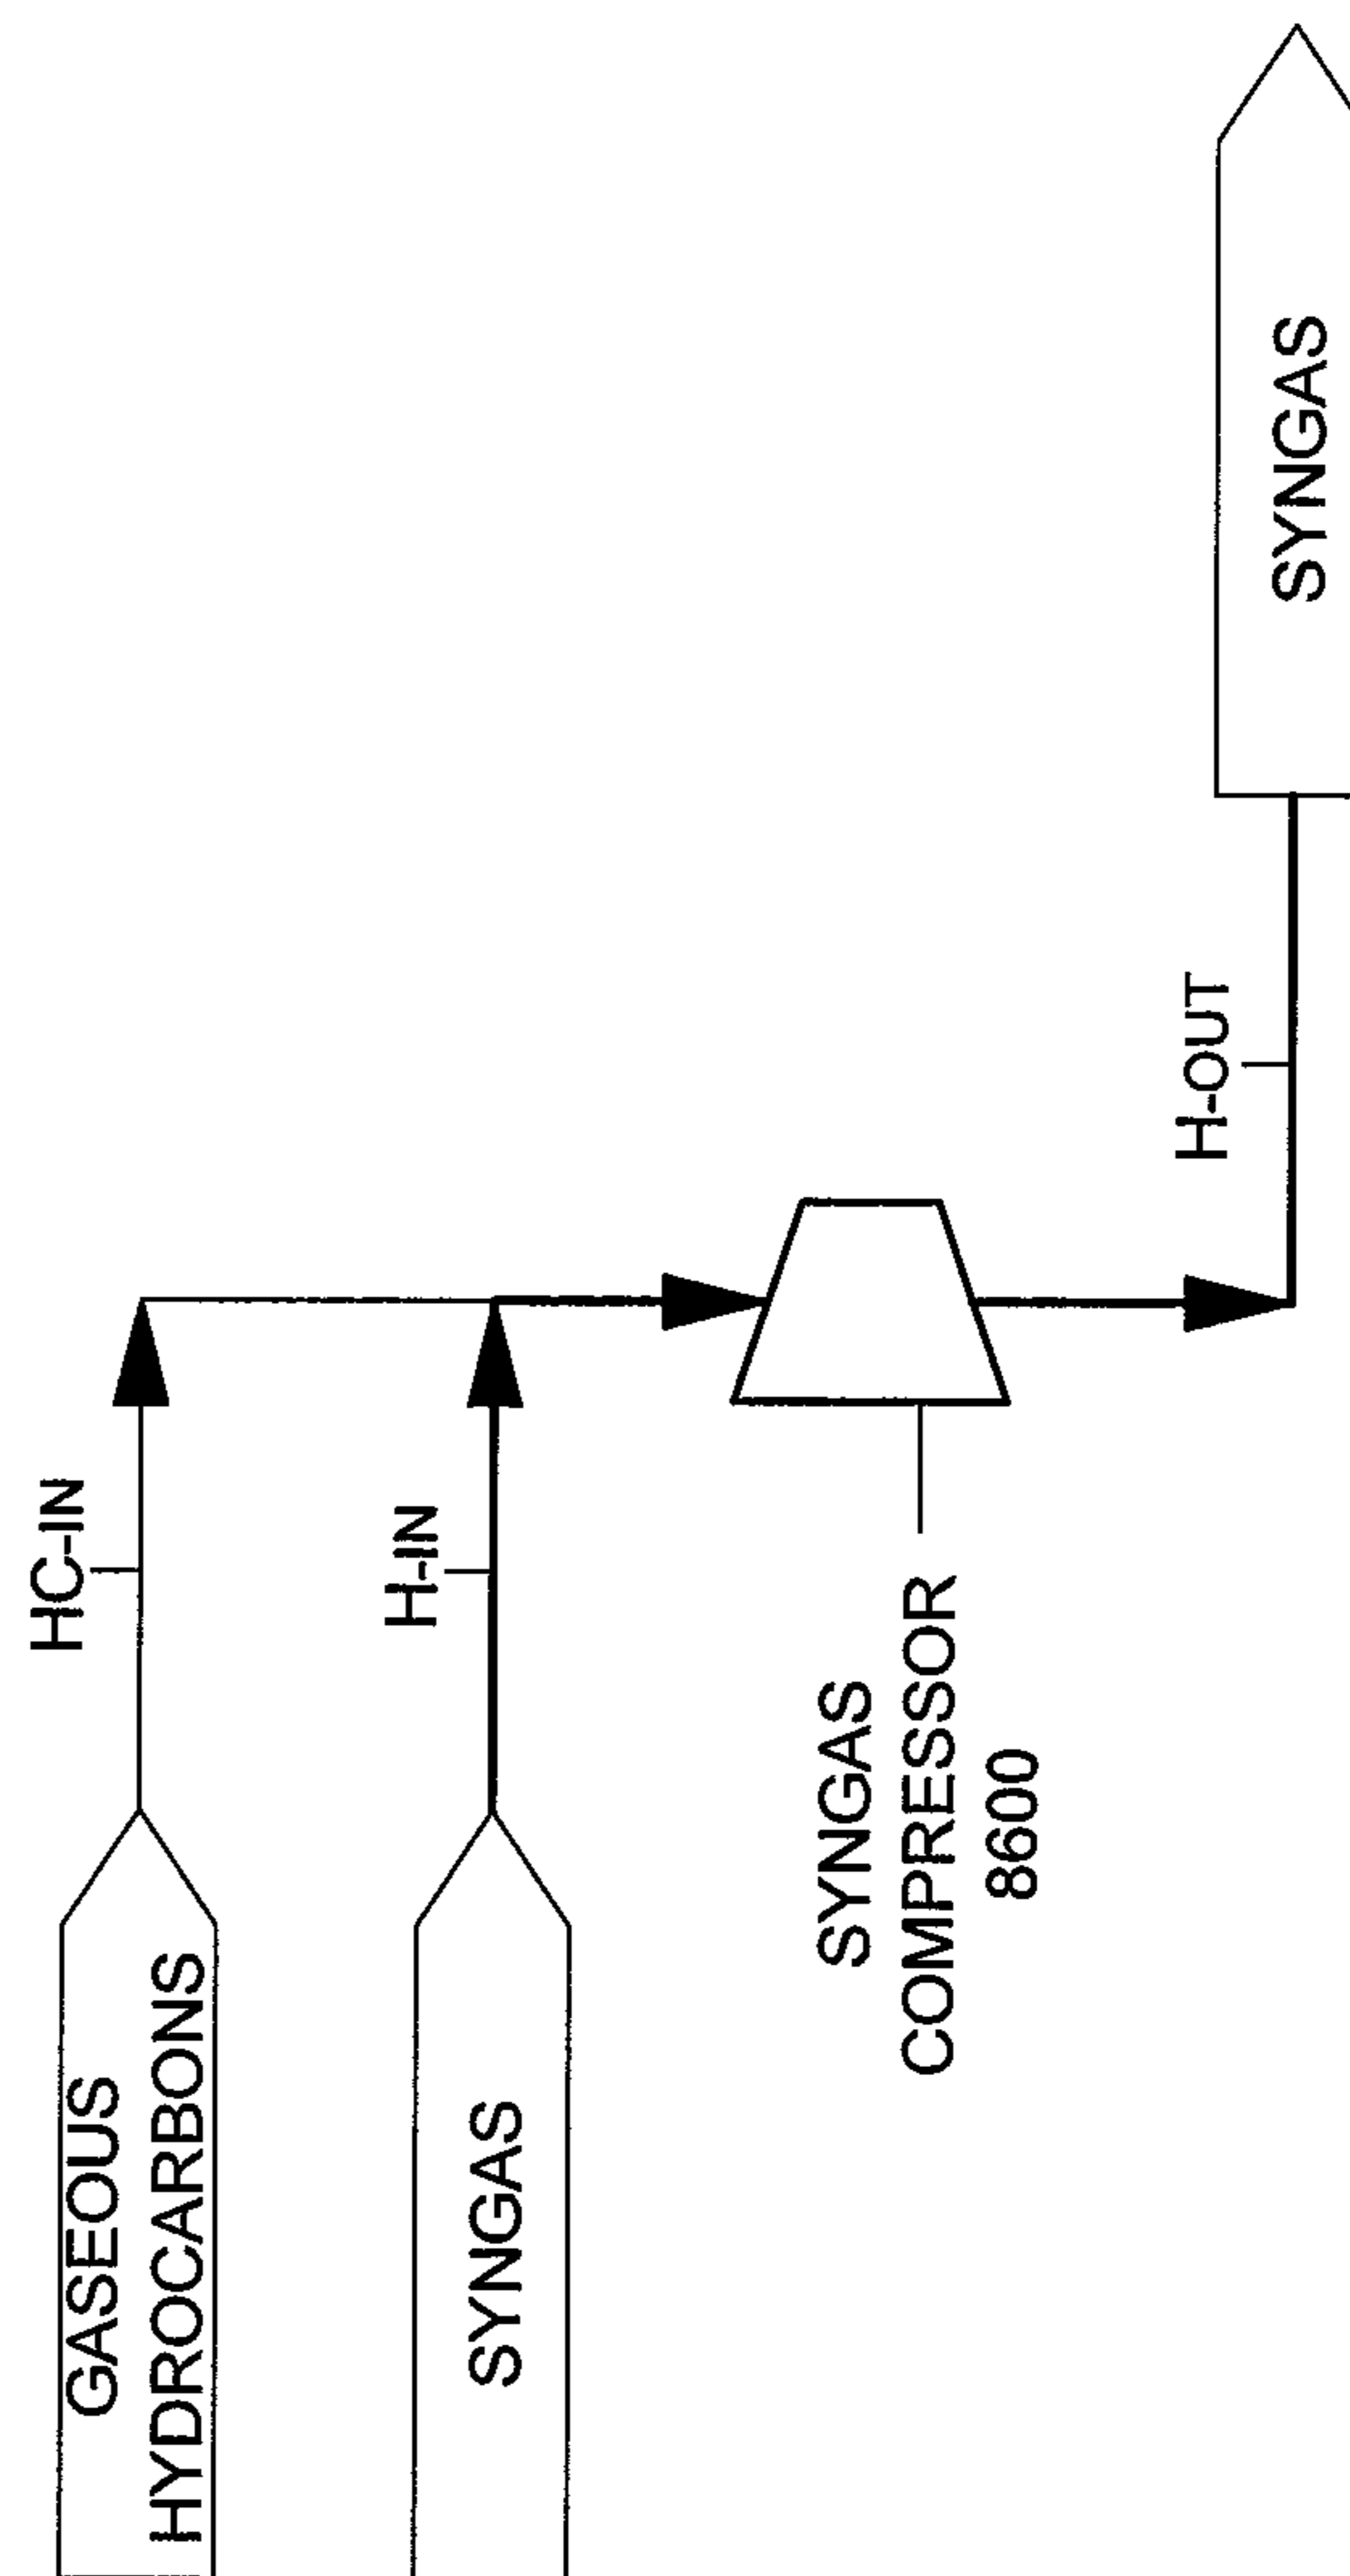 GASEOUS
HYDROCARBONS
HC-IN
SYNGAS
H-IN
SYNGAS
COMPRESSOR
8600
H-OUT
SYNGAS